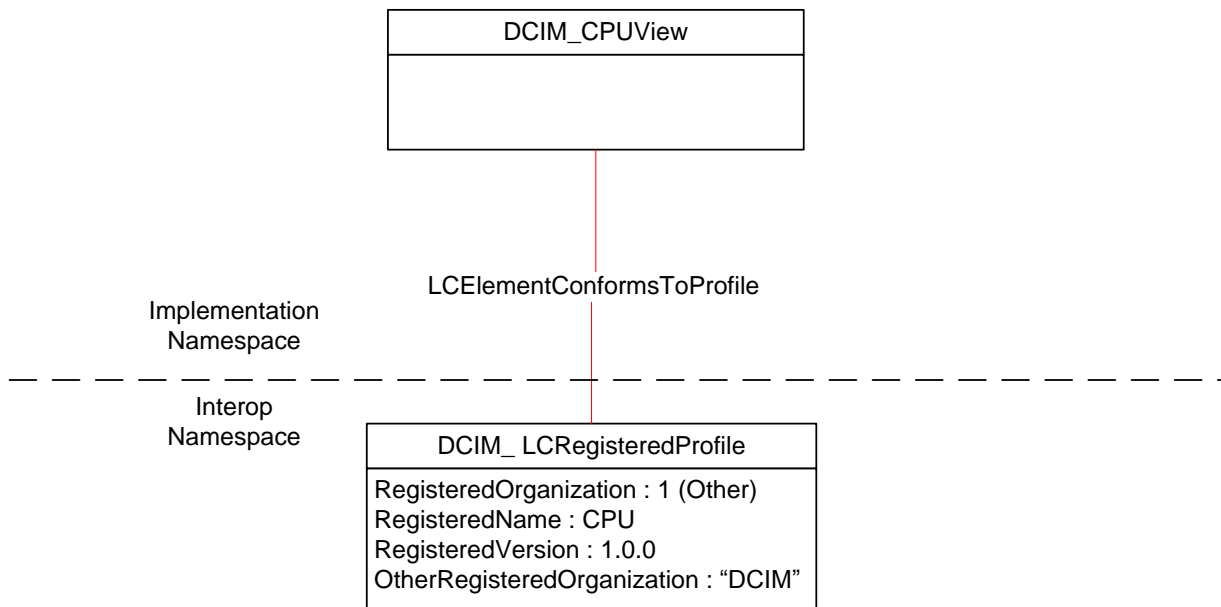 DCIM_CPUView
LCElementConformsToProfile
Implementation
Namespace
Interop
Namespace
DCIM_ LCRegisteredProfile
RegisteredOrganization : 1 (Other)
RegisteredName : CPU
RegisteredVersion : 1.0.0
OtherRegisteredOrganization : “DCIM”